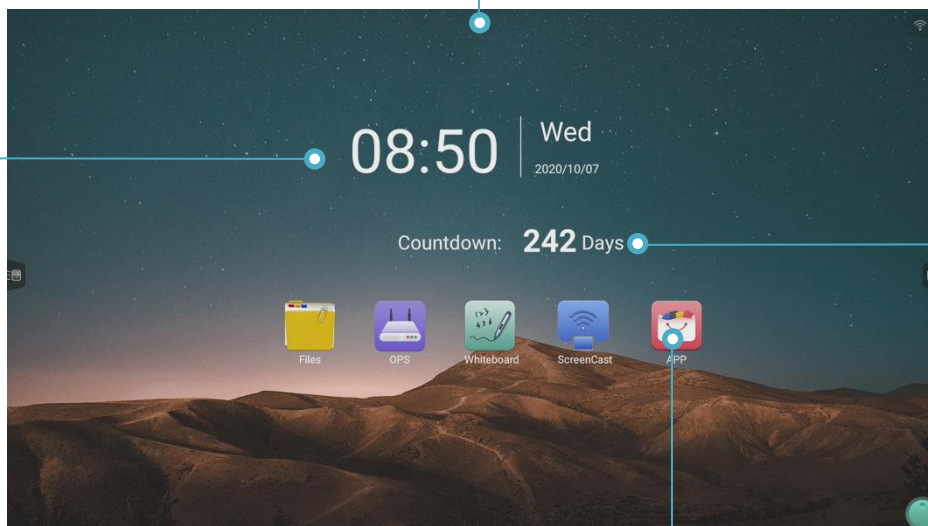 08:50
Wed
2020/10/07
Countdown: 242 Days
Files
OPS
Whiteboard
ScreenCast
APP